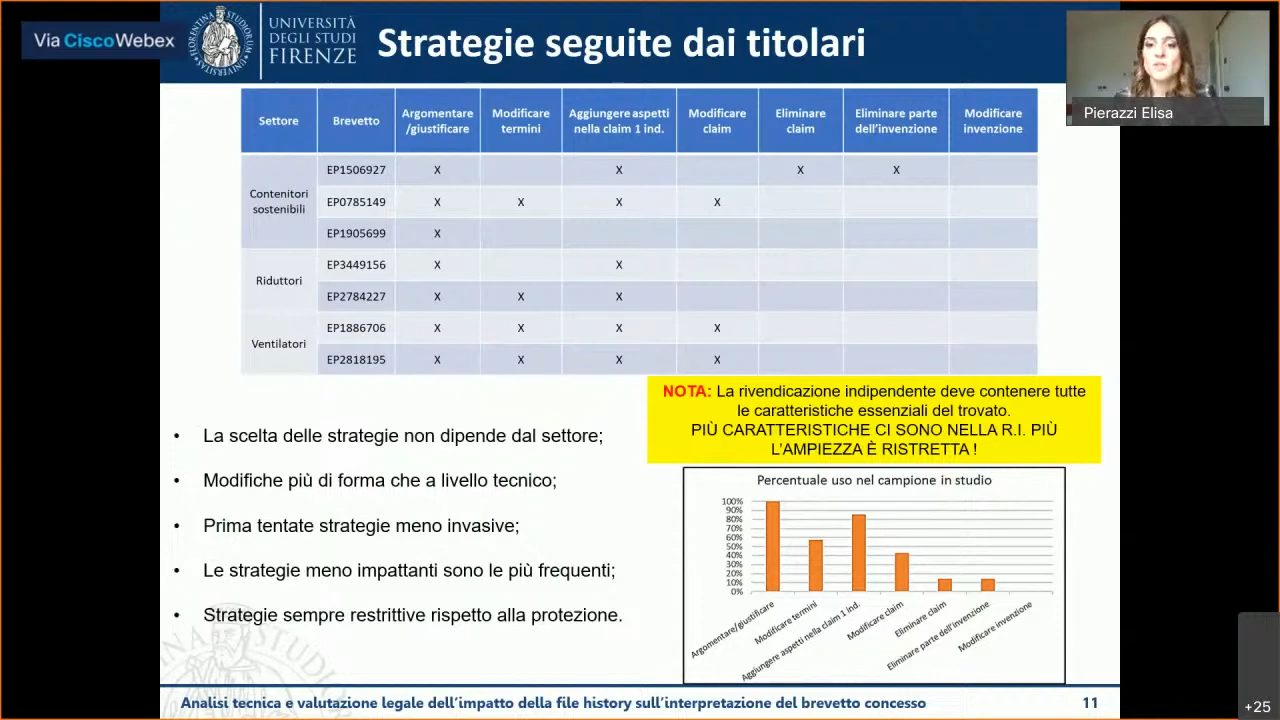 Via CiscoWebex
UNIVERSITÀ
DEGLI STUDI
FIRENZE
Strategie seguite dai titolari
Pierazzi Elisa
Settore Brevetto Argomentare /giustificare Modificare termini Aggiungere aspetti nella claim 1 ind. Modificare claim Eliminare claim Eliminare parte dell'invenzione Modificare invenzione
Contenitori sostenibili
EP1506927 X X X X
EP0785149 X X X X
EP1905699 X
Riduttori
EP3449156 X X
EP2784227 X X X
Ventilatori
EP1886706 X X X X
EP2818195 X X X X
NOTA: La rivendicazione indipendente deve contenere tutte
le caratteristiche essenziali del trovato.
PIÙ CARATTERISTICHE CI SONO NELLA R.I. PIÙ
L'AMPIEZZA È RISTRETTA !
• La scelta delle strategie non dipende dal settore;
• Modifiche più di forma che a livello tecnico;
• Prima tentate strategie meno invasive;
• Le strategie meno impattanti sono le più frequenti;
• Strategie sempre restrittive rispetto alla protezione.
Percentuale uso nel campione in studio
100%
90%
80%
70%
60%
50%
40%
30%
20%
10%
0%
Argomentare/giustificare
Modificare termini
Aggiungere aspetti nella claim 1 ind.
Modificare claim
Eliminare claim
Eliminare parte dell'invenzione
Modificare invenzione
Analisi tecnica e valutazione legale dell'impatto della file history sull'interpretazione del brevetto concesso
11
+25